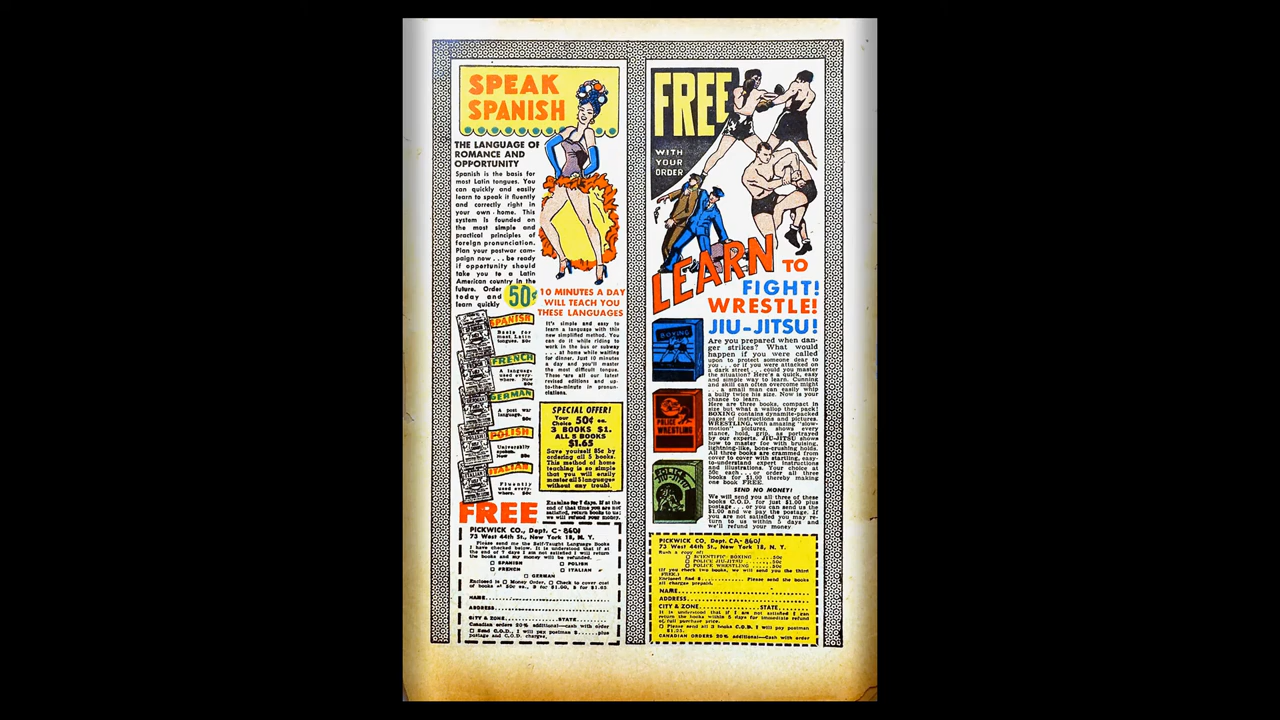 SPEAK
SPANISH
THE LANGUAGE OF
ROMANCE AND
OPPORTUNITY
Spanish is the basis for
most Latin tongues. You
can quickly and easily
learn to speak it fluently
and correctly right in
your own home. This
system is founded on
the most simple and
practical principles of
foreign pronunciation.
Plan your postwar cam-
paign now . . . be ready
if opportunity should
take you to a Latin
American country in the
future. Order
today and
learn quickly
50¢
10 MINUTES A DAY
WILL TEACH YOU
THESE LANGUAGES
It's simple and easy to
learn a language with this
new simplified method. You
can do it while riding to
work in the bus or subway
. . . at home while waiting
for dinner. Just 10 minutes
a day and you'll master
the most difficult tongue.
These are all our latest
revised editions and up-
to-the-minute in pronun-
ciations.
SPANISH
Basis for
most Latin
tongues. 50c
FRENCH
A language
used every-
where. Now
50c
GERMAN
A post war
language.
50c
POLISH
Universally
spoken.
Now 50c
ITALIAN
Fluently
used every-
where. 50c
SPECIAL OFFER!
Your
Choice 50¢ ea.
3 BOOKS $1.
ALL 5 BOOKS
$1.65
Save yourself 85c by
ordering all 5 books.
This method of home
teaching is so simple
that you will easily
master all 5 languages
without any troubl.
FREE
Examine for 7 days. If at the
end of that time you are not
satisfied, return books to us;
we will refund your money.
PICKWICK CO., Dept. C-8601
73 West 44th St., New York 18, N. Y.
Please send me the Self-Taught Language Books
I have checked below. It is understood that if at
the end of 7 days I am not satisfied I will return
the books and my money will be refunded.
SPANISH POLISH
FRENCH ITALIAN
GERMAN
Enclosed is Money Order, Check to cover cost
of books at 50c ea., 3 for $1.00, 5 for $1.65
NAME
ADDRESS
CITY & ZONE STATE
Canadian orders 20% additional—cash with order
Send C.O.D., I will pay postman $ plus
postage and C.O.D. charges.
FREE
WITH
YOUR
ORDER
LEARN TO
FIGHT!
WRESTLE!
JIU-JITSU!
BOXING
POLICE
WRESTLING
POLICE
JIU-JITSU
Are you prepared when dan-
ger strikes? What would
happen if you were called
upon to protect someone dear to
you . . . or if you were attacked on
a dark street . . . could you master
the situation? Here's a quick, easy
and simple way to learn. Cunning
and skill can often overcome might
. . . a small man can easily whip
a bully twice his size. Now is your
chance to learn.
Here are three books, compact in
size but what a wallop they pack!
BOXING contains dynamite-packed
pages of instructions and pictures.
WRESTLING, with amazing "slow-
motion" pictures, shows every
stance, hold, grip, as portrayed
by our experts. JIU-JITSU shows
how to master foe with bruising,
lightning-like, bone-crushing holds.
All three books are crammed from
cover to cover with startling, easy-
to-understand expert instructions
and illustrations. Your choice at
50c each . . . or order all three
books for $1.00 thereby making
one book FREE.
SEND NO MONEY!
We will send you all three of these
books C.O.D. for just $1.00 plus
postage . . . or you can send us the
$1.00 and we pay the postage. If
you are not satisfied you may re-
turn to us within 5 days and
we'll refund your money
PICKWICK CO., Dept. CA-8601
73 West 44th St., New York 18, N. Y.
Rush a copy of:
SCIENTIFIC BOXING 50c
POLICE JIU-JITSU 50c
POLICE WRESTLING 50c
(If you check two books, we will send you the third
FREE.)
Enclosed find $ Please send the books
all charges prepaid.
NAME
ADDRESS
CITY & ZONE STATE
It is understood that if I am not satisfied I can
return the books within 5 days for immediate refund
of full purchase price.
Please send all 3 books C.O.D. I will pay postman
$1.25.
CANADIAN ORDERS 20% Additional—Cash with order